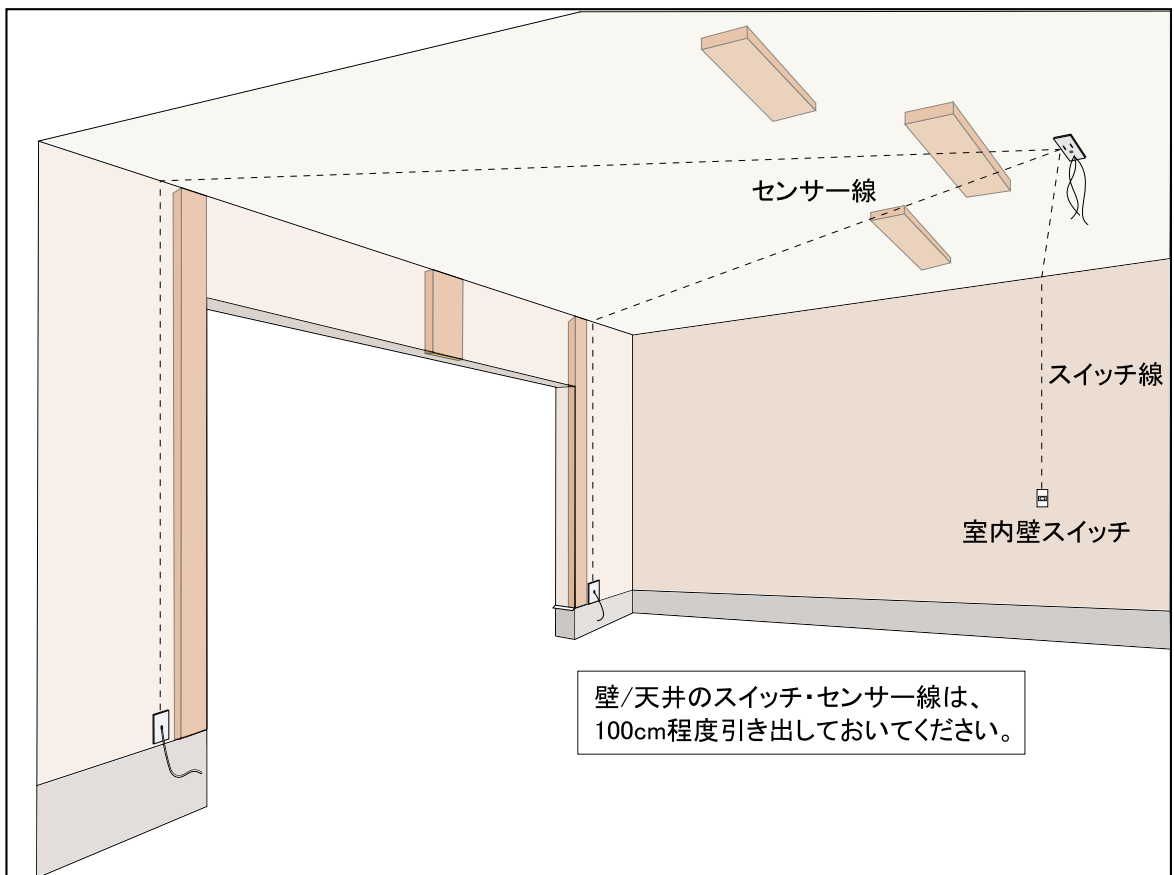 センサー線
スイッチ線
室内壁スイッチ
壁/天井のスイッチ・センサー線は、
100cm程度引き出しておいてください。